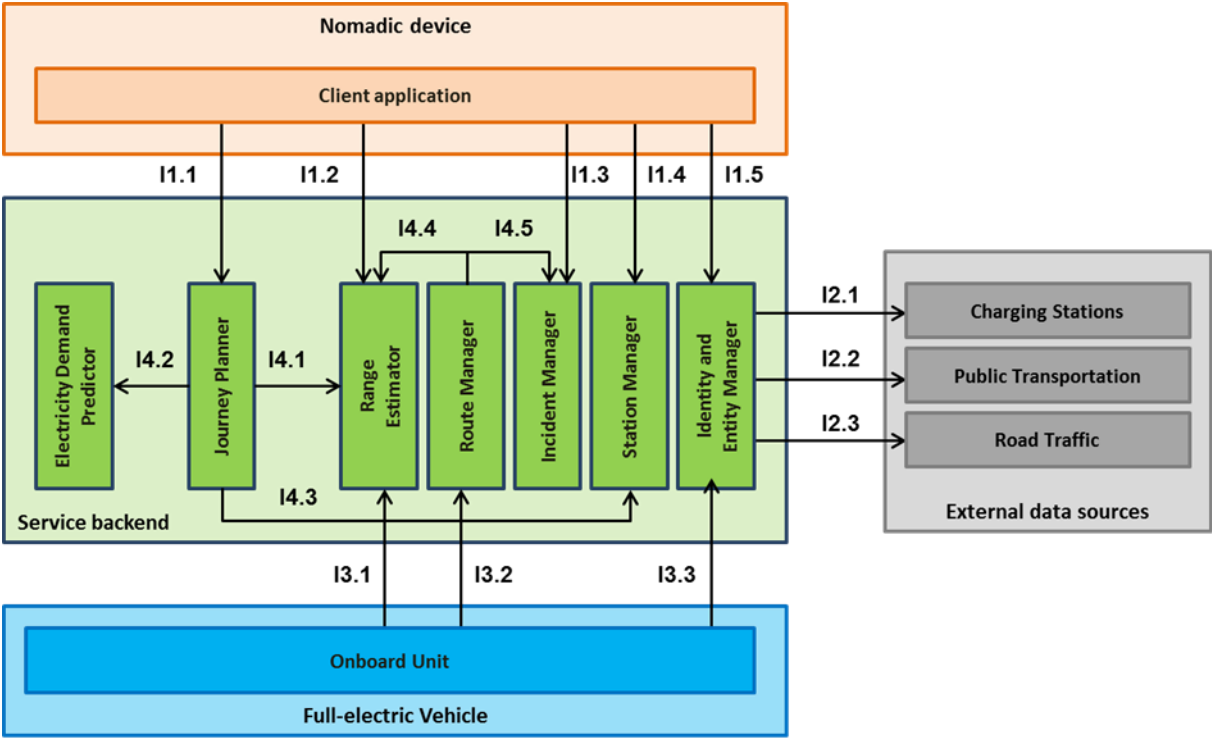 Nomadic device
Client application
I1.1
I1.2
I1.3
I1.4
I1.5
I4.4
I4.5
I4.2
I4.1
Electricity Demand
Predictor
Journey Planner
Range
Estimator
Route Manager
Incident Manager
Station Manager
Identity and
Entity Manager
I2.1
I2.2
I2.3
Charging Stations
Public Transportation
Road Traffic
External data sources
I4.3
Service backend
I3.1
I3.2
I3.3
Onboard Unit
Full-electric Vehicle